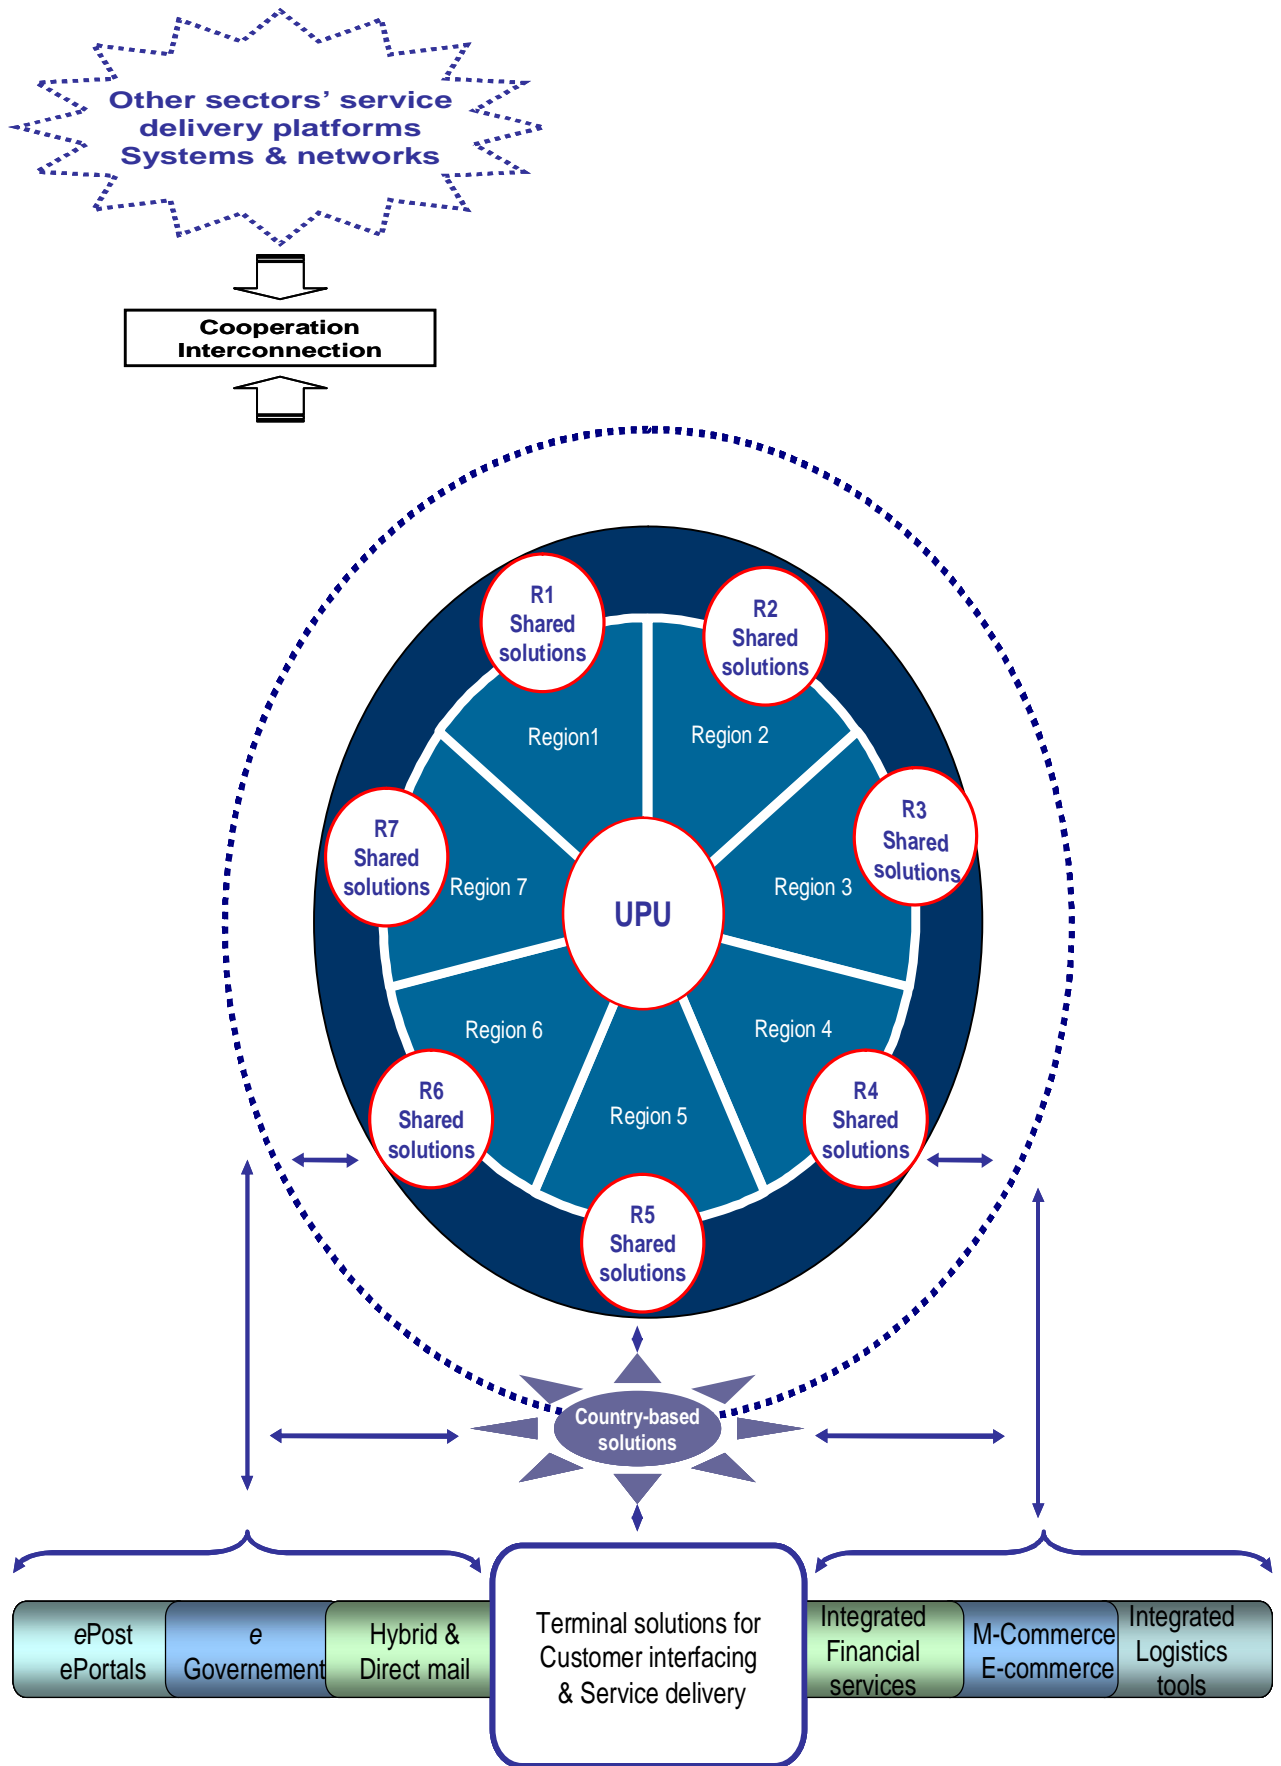 Other sectors’ service
delivery platforms
Systems & networks
Cooperation
Interconnection
R1
Shared
solutions
R2
Shared
solutions
Region1
Region 2
R3
Shared
solutions
R7
Shared
solutions
Region 7
Region 3
UPU
Region 6
Region 4
R6
Shared
solutions
Region 5
R4
Shared
solutions
R5
Shared
solutions
Country-based
solutions
ePost
ePortals
e
Governement
Hybrid &
Direct mail
Terminal solutions for
Customer interfacing
& Service delivery
Integrated
Financial
services
M-Commerce
E-commerce
Integrated
Logistics
tools